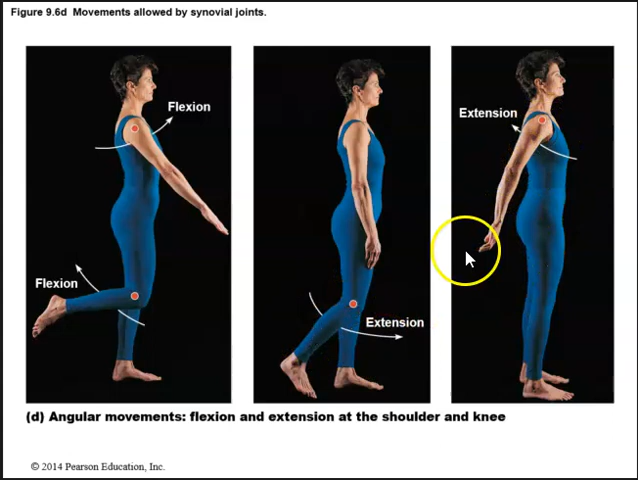 Figure 9.6d Movements allowed by synovial joints.
Flexion
Flexion
Extension
Extension
(d) Angular movements: flexion and extension at the shoulder and knee
© 2014 Pearson Education, Inc.